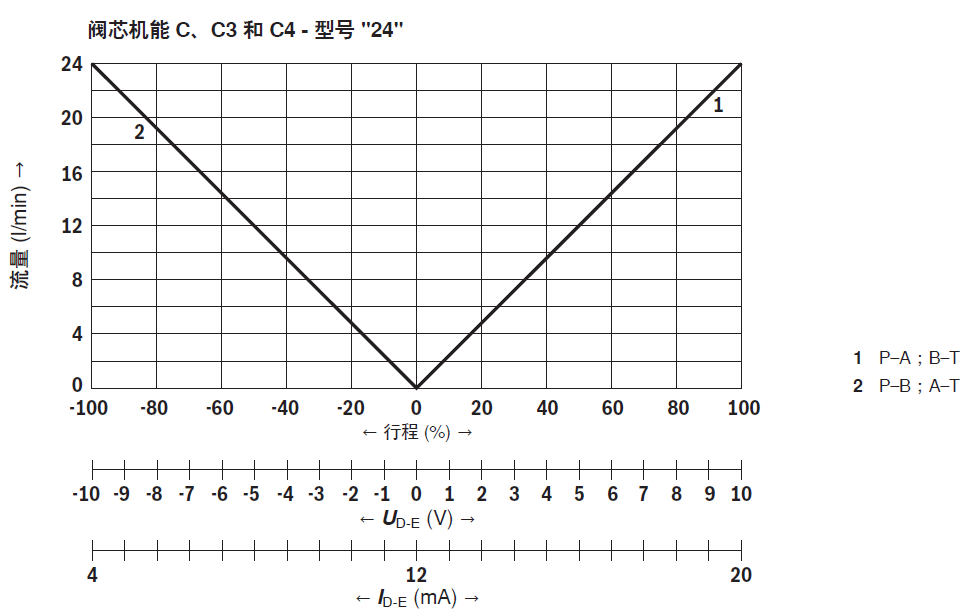 阀芯机能 C、C3 和 C4 - 型号 "24"
24
20
16
12
8
4
0
流量 (l/min) →
2
1
-100 -80 -60 -40 -20 0 20 40 60 80 100
← 行程 (%) →
1 P–A；B–T
2 P–B；A–T
-10 -9 -8 -7 -6 -5 -4 -3 -2 -1 0 1 2 3 4 5 6 7 8 9 10
← UD-E (V) →
4 12 20
← ID-E (mA) →